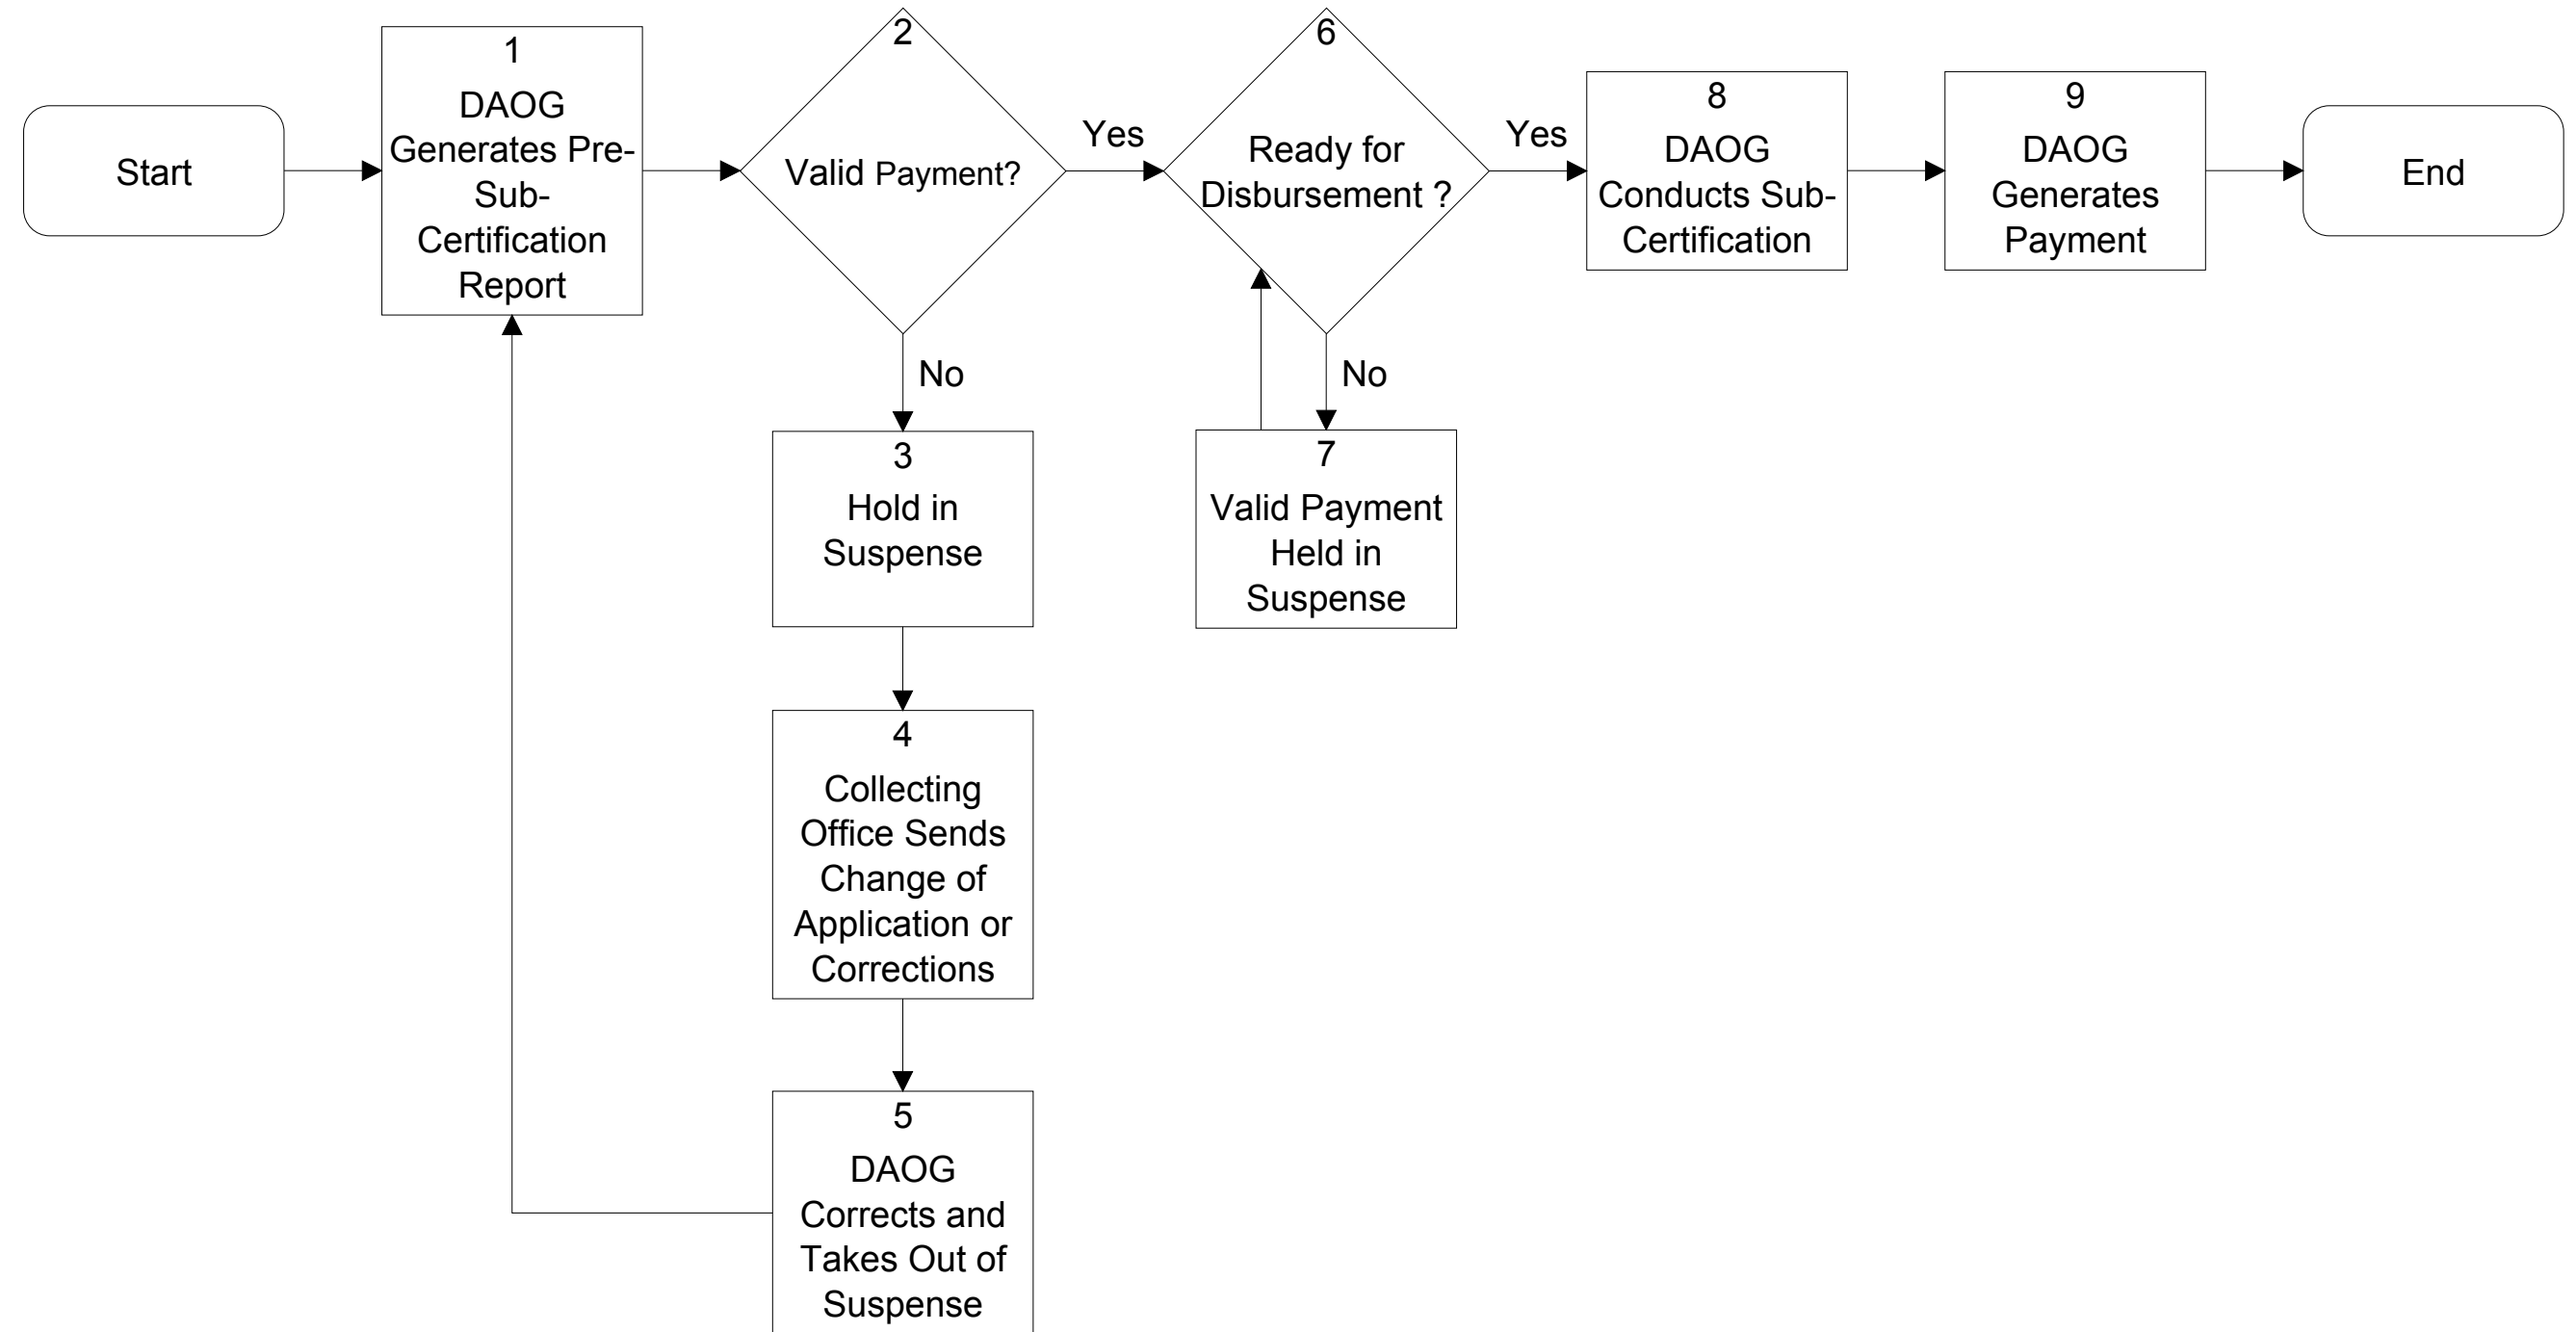 Start
1
DAOG
Generates Pre-
Sub-
Certification
Report
2
Valid Payment?
Yes
6
Ready for
Disbursement ?
Yes
8
DAOG
Conducts Sub-
Certification
9
DAOG
Generates
Payment
End
No
No
3
Hold in
Suspense
7
Valid Payment
Held in
Suspense
4
Collecting
Office Sends
Change of
Application or
Corrections
5
DAOG
Corrects and
Takes Out of
Suspense